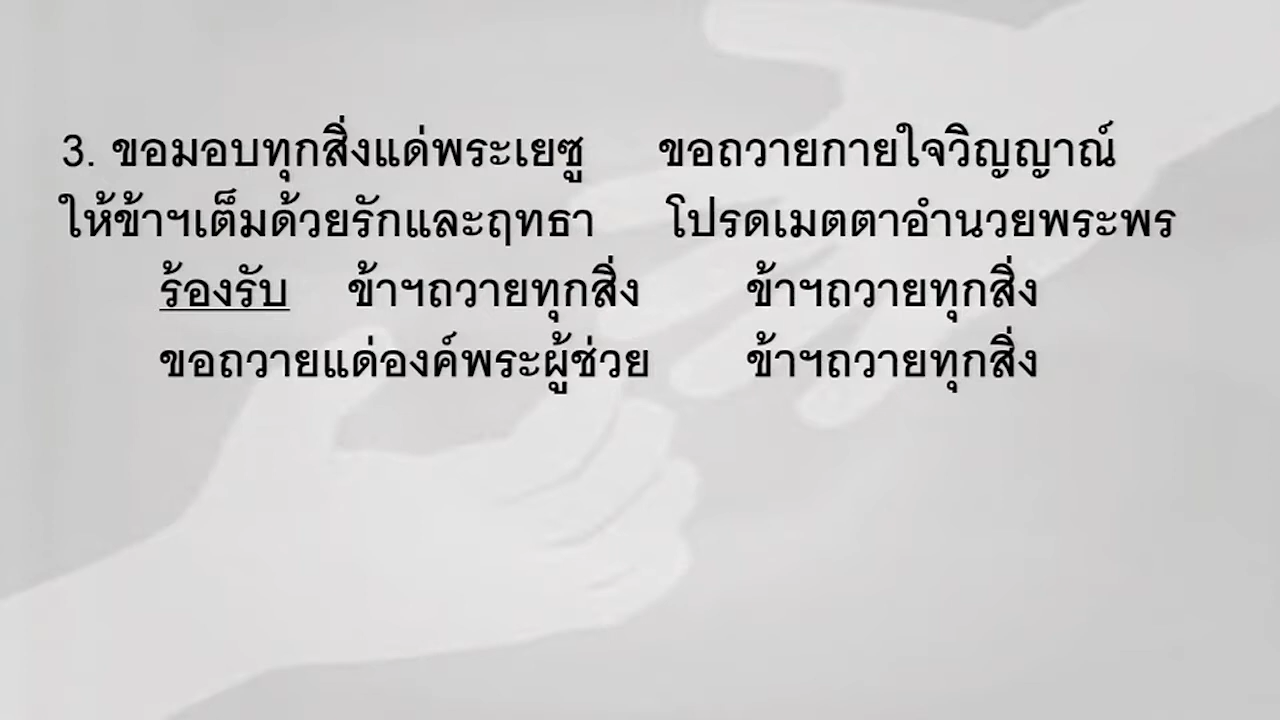 3. ขอมอบทุกสิ่งแด่พระเยซู ขอถวายกายใจวิญญาณ์
ให้ข้าฯเต็มด้วยรักและฤทธา โปรดเมตตาอำนวยพระพร
ร้องรับ ข้าฯถวายทุกสิ่ง ข้าฯถวายทุกสิ่ง
ขอถวายแด่องค์พระผู้ช่วย ข้าฯถวายทุกสิ่ง